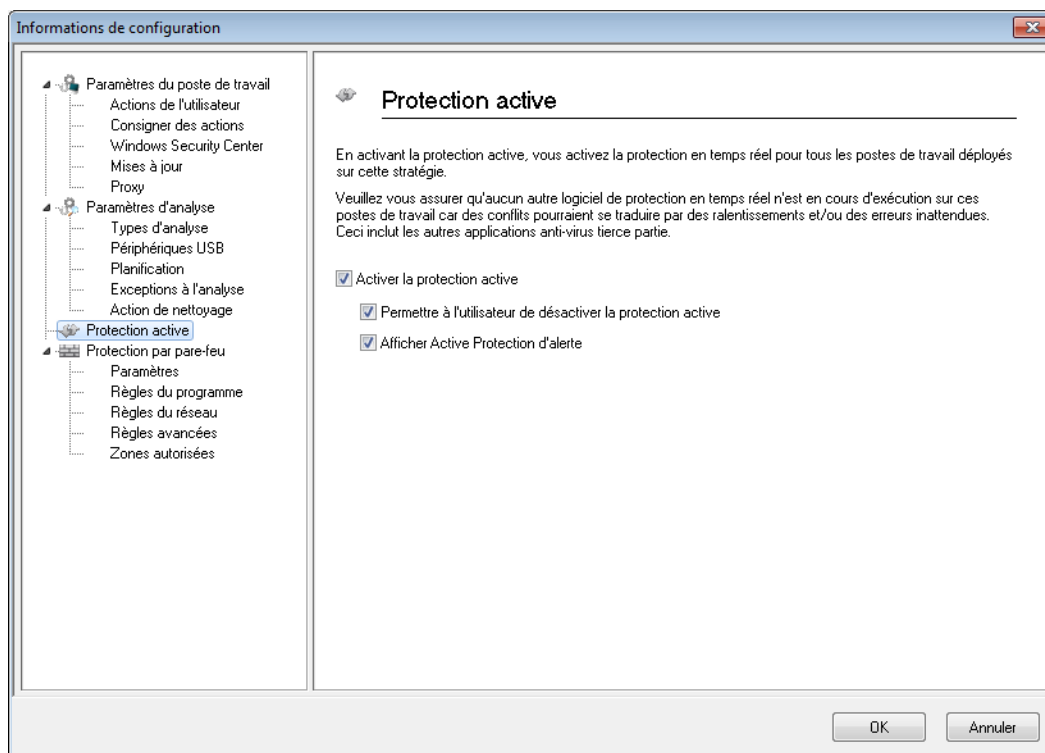 Informations de configuration
Paramètres du poste de travail
Actions de l'utilisateur
Consigner des actions
Windows Security Center
Mises à jour
Proxy
Paramètres d'analyse
Types d'analyse
Périphériques USB
Planification
Exceptions à l'analyse
Action de nettoyage
Protection active
Protection par pare-feu
Paramètres
Règles du programme
Règles du réseau
Règles avancées
Zones autorisées
Protection active
En activant la protection active, vous activez la protection en temps réel pour tous les postes de travail déployés
sur cette stratégie.
Veuillez vous assurer qu'aucun autre logiciel de protection en temps réel n'est en cours d'exécution sur ces
postes de travail car des conflits pourraient se traduire par des ralentissements et/ou des erreurs inattendues.
Ceci inclut les autres applications anti-virus tierce partie.
Activer la protection active
Permettre à l'utilisateur de désactiver la protection active
Afficher Active Protection d'alerte
OK
Annuler